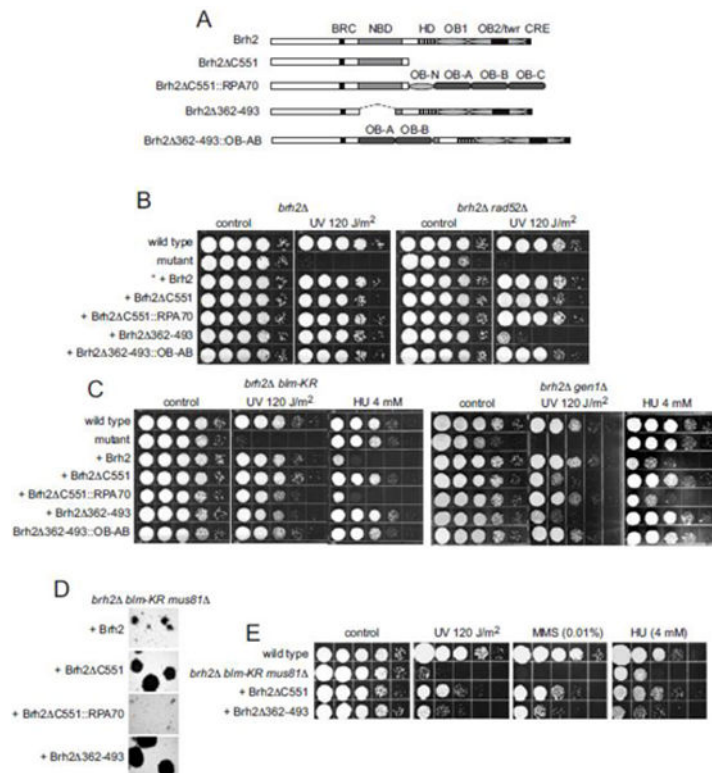 A
BRC NBD HD OB1 OB2/twr CRE
Brh2
Brh2ΔC551
OB-N OB-A OB-B OB-C
Brh2ΔC551::RPA70
Brh2Δ362-493
OB-A OB-B
Brh2Δ362-493::OB-AB
B
brh2Δ
brh2Δ rad52Δ
control UV 120 J/m² control UV 120 J/m²
wild type
mutant
" + Brh2
+ Brh2ΔC551
+ Brh2ΔC551::RPA70
+ Brh2Δ362-493
+ Brh2Δ362-493::OB-AB
C
brh2Δ blm-KR
brh2Δ gen1Δ
control UV 120 J/m² HU 4 mM control UV 120 J/m² HU 4 mM
wild type
mutant
+ Brh2
+ Brh2ΔC551
+ Brh2ΔC551::RPA70
+ Brh2Δ362-493
Brh2Δ362-493::OB-AB
D
brh2Δ blm-KR mus81Δ
+ Brh2
+ Brh2ΔC551
+ Brh2ΔC551::RPA70
+ Brh2Δ362-493
E
control UV 120 J/m² MMS (0.01%) HU (4 mM)
wild type
brh2Δ blm-KR mus81Δ
+ Brh2ΔC551
+ Brh2Δ362-493